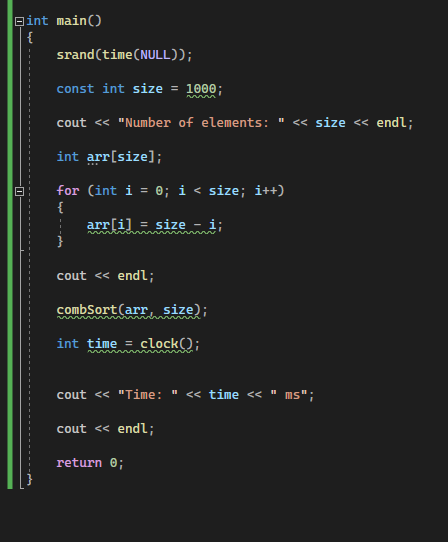 int main()
{
srand(time(NULL));
const int size = 1000;
cout << "Number of elements: " << size << endl;
int arr[size];
for (int i = 0; i < size; i++)
{
arr[i] = size - i;
}
cout << endl;
combSort(arr, size);
int time = clock();
cout << "Time: " << time << " ms";
cout << endl;
return 0;
}